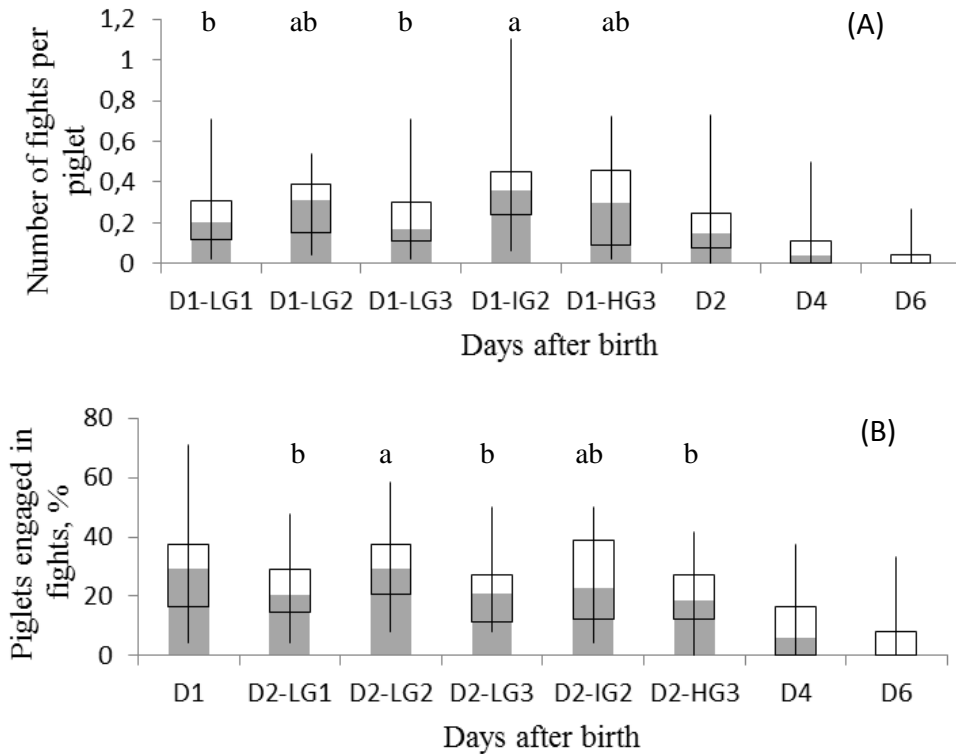 b ab b a ab (A)
1,2
1
0,8
0,6
0,4
0,2
0
Number of fights per
piglet
D1-LG1 D1-LG2 D1-LG3 D1-IG2 D1-HG3 D2 D4 D6
Days after birth
(B)
b a b ab b
80
60
40
20
0
Piglets engaged in
fights, %
D1 D2-LG1 D2-LG2 D2-LG3 D2-IG2 D2-HG3 D4 D6
Days after birth